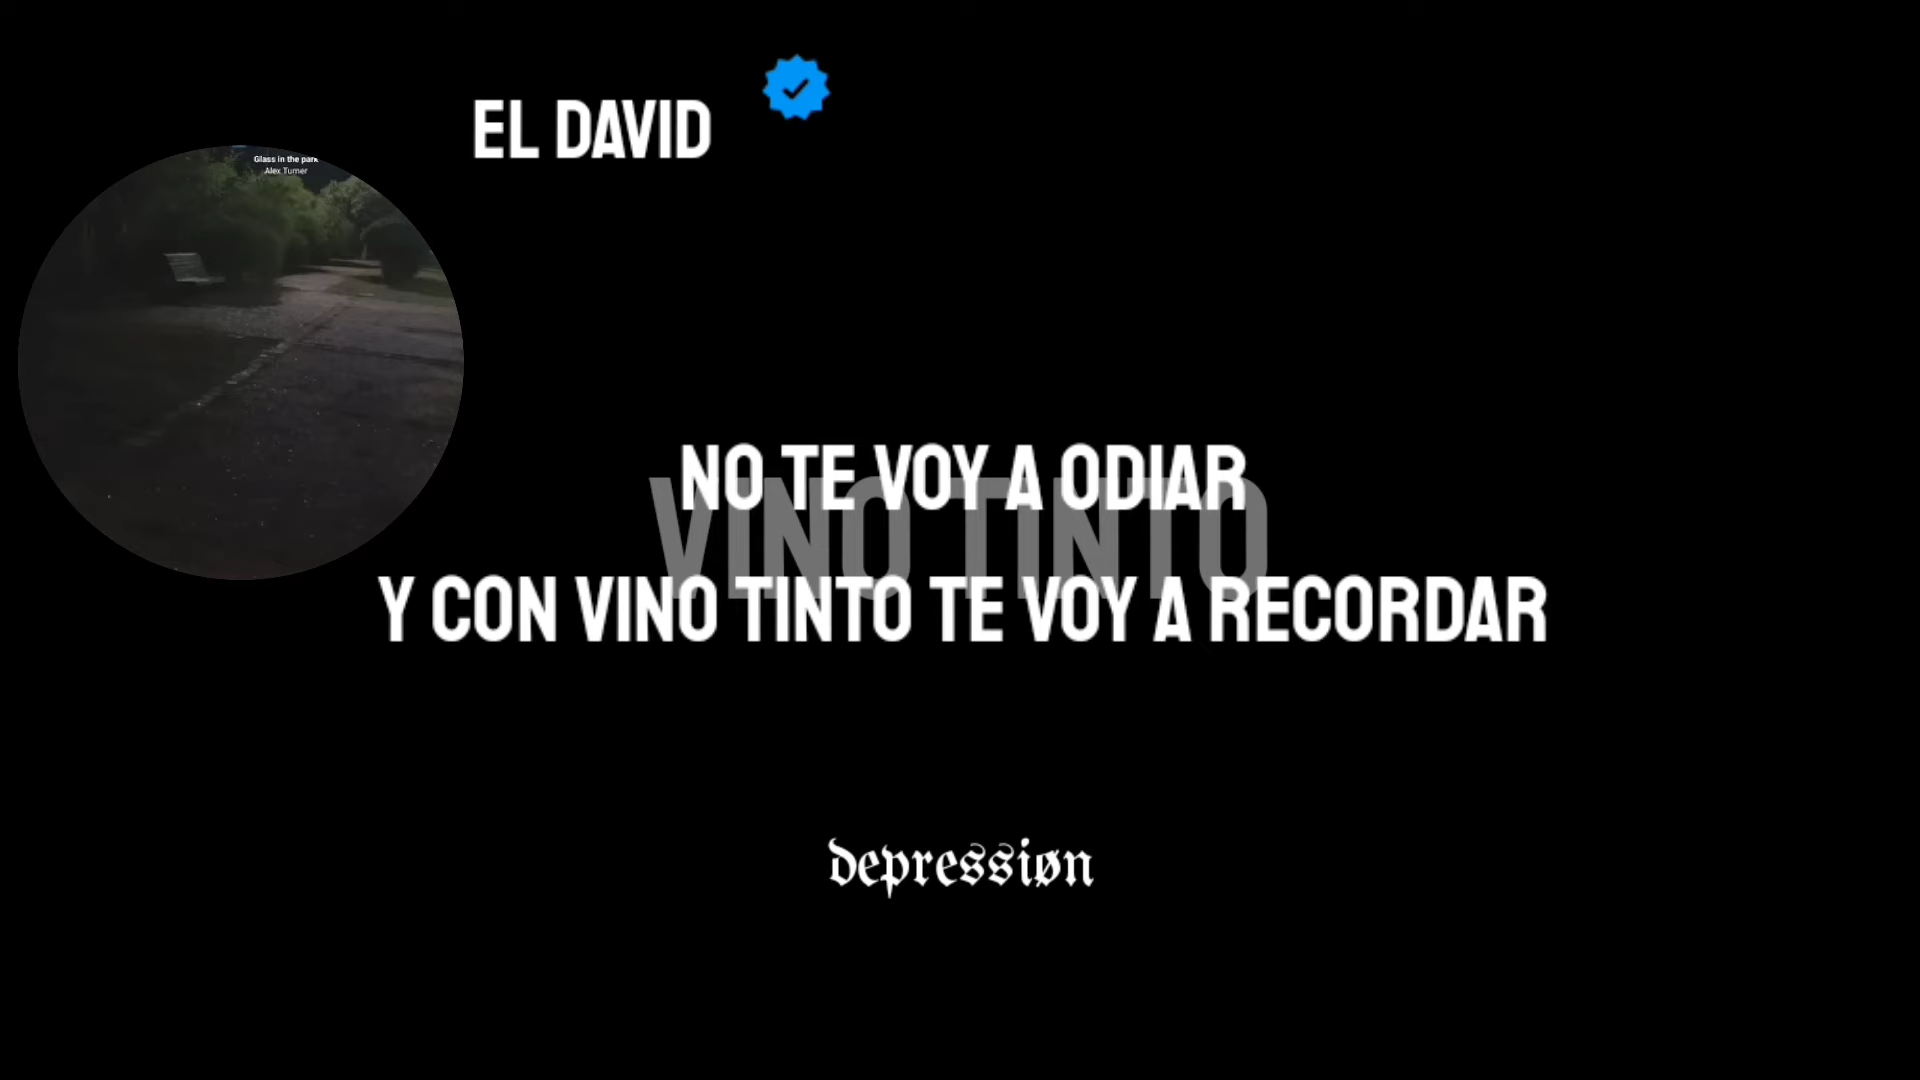 EL DAVID
Glass in the park
Alex Turner
NO TE VOY A ODIAR
VINO TINTO
Y CON VINO TINTO TE VOY A RECORDAR
depressiøn